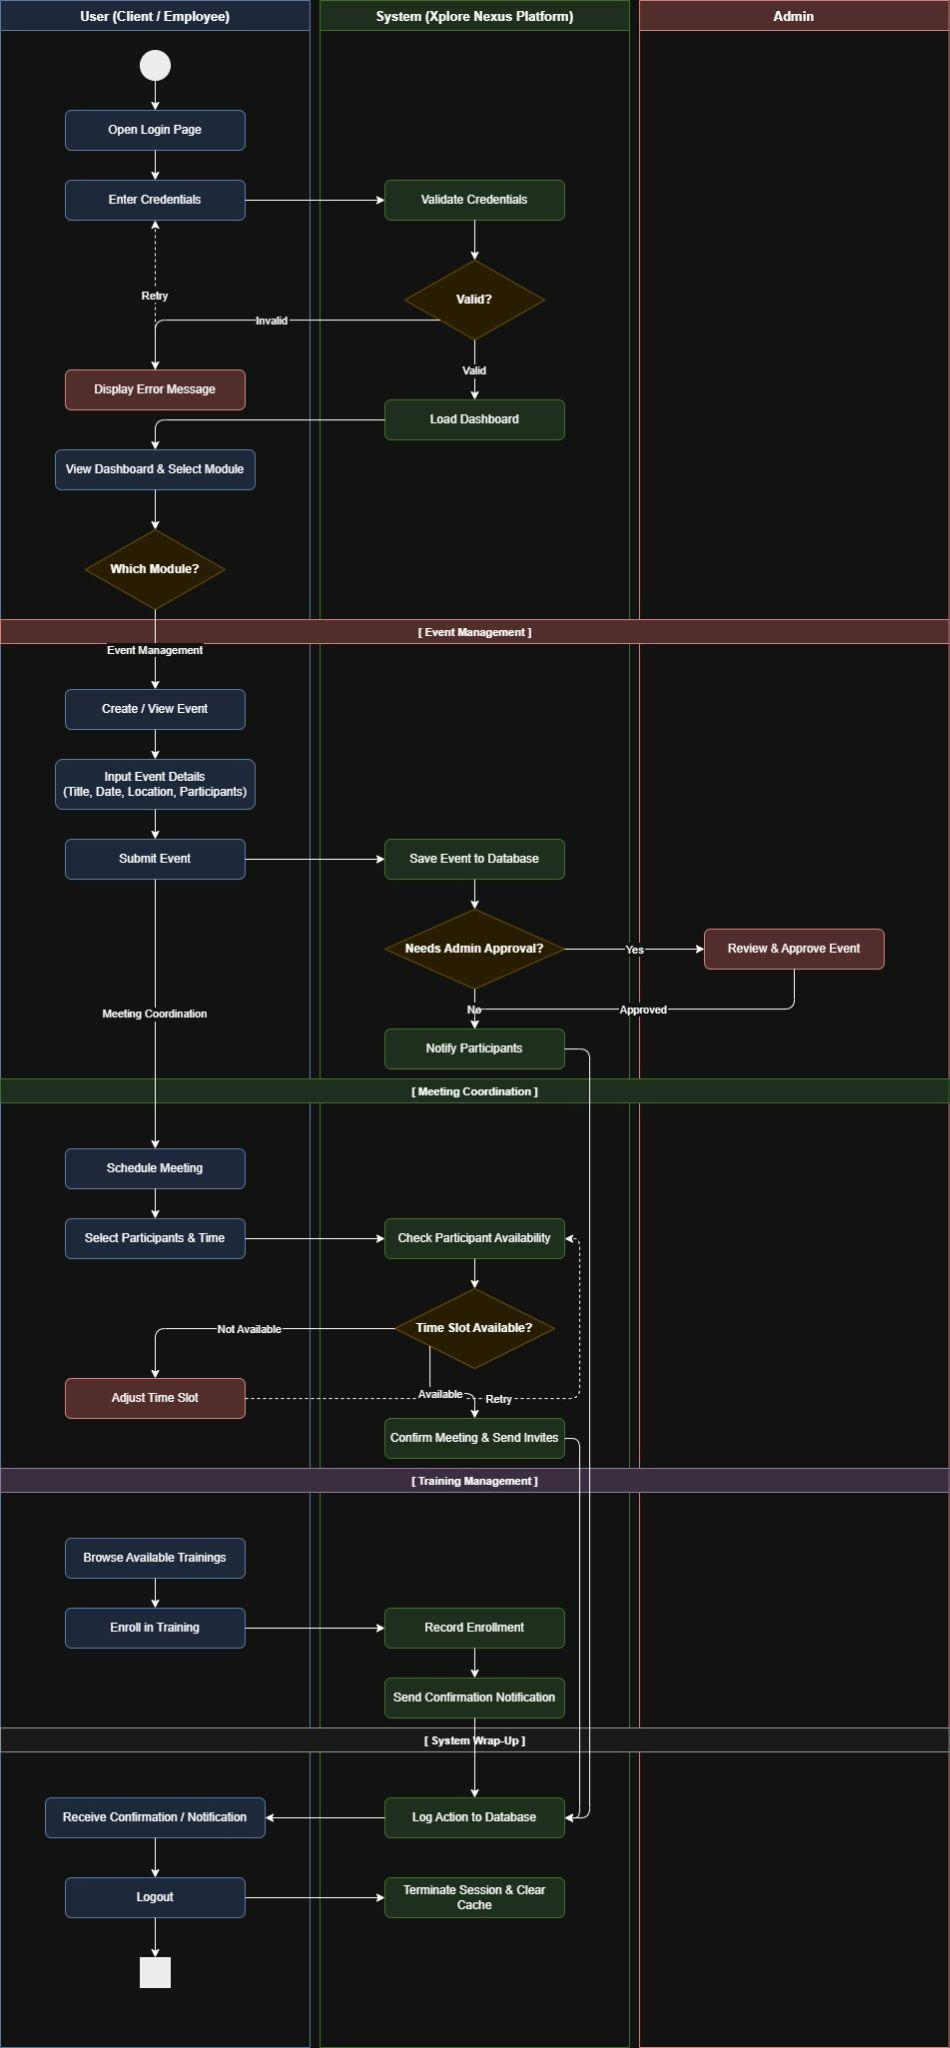 User (Client / Employee)
System (Xplore Nexus Platform)
Admin
Open Login Page
Enter Credentials
Validate Credentials
Valid?
Retry
Invalid
Valid
Display Error Message
Load Dashboard
View Dashboard & Select Module
Which Module?
[ Event Management ]
Event Management
Create / View Event
Input Event Details
(Title, Date, Location, Participants)
Submit Event
Save Event to Database
Needs Admin Approval?
Yes
Review & Approve Event
Meeting Coordination
No
Approved
Notify Participants
[ Meeting Coordination ]
Schedule Meeting
Select Participants & Time
Check Participant Availability
Not Available
Time Slot Available?
Adjust Time Slot
Available
Retry
Confirm Meeting & Send Invites
[ Training Management ]
Browse Available Trainings
Enroll in Training
Record Enrollment
Send Confirmation Notification
[ System Wrap-Up ]
Receive Confirmation / Notification
Log Action to Database
Logout
Terminate Session & Clear
Cache